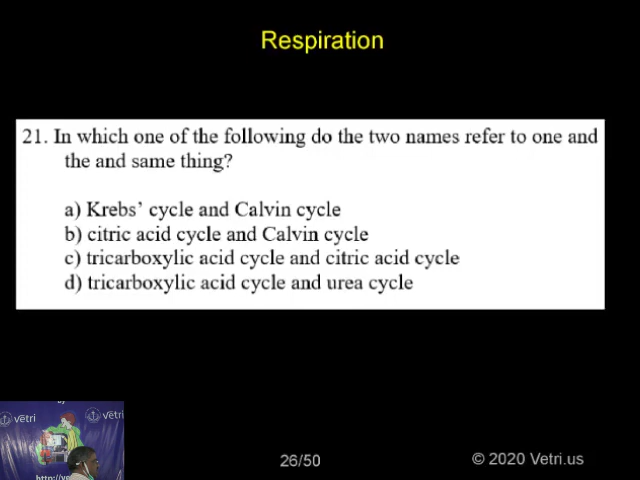 Respiration
21. In which one of the following do the two names refer to one and
the and same thing?
a) Krebs' cycle and Calvin cycle
b) citric acid cycle and Calvin cycle
c) tricarboxylic acid cycle and citric acid cycle
d) tricarboxylic acid cycle and urea cycle
vetri
vetri
26/50
© 2020 Vetri.us